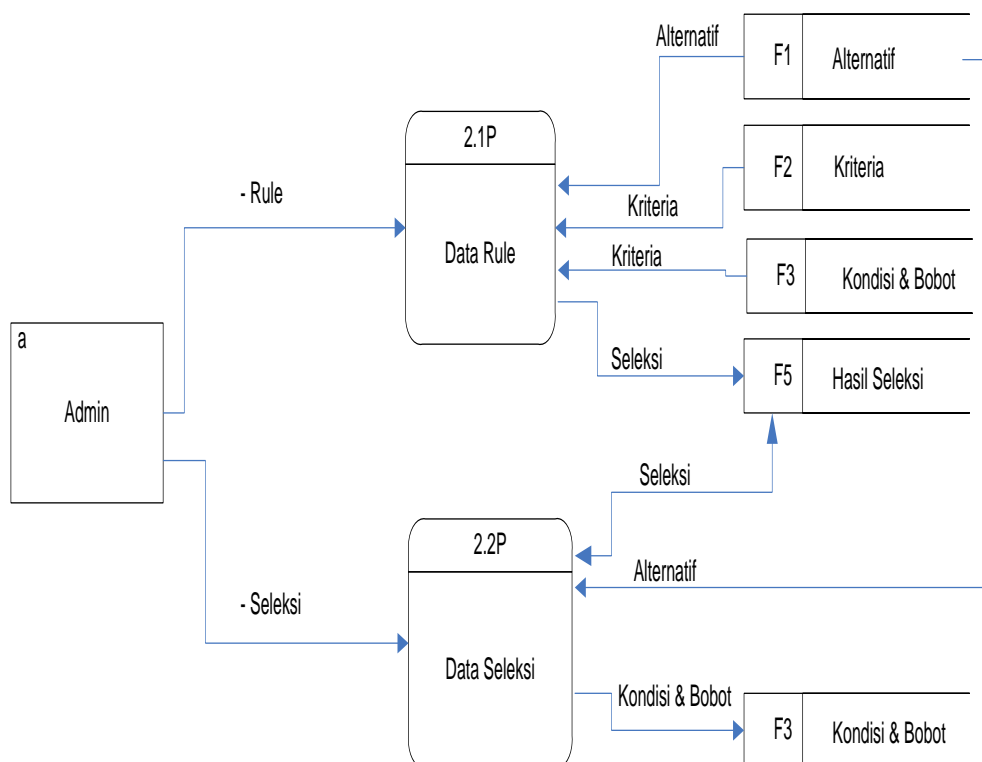 Alternatif
F1
Alternatif
2.1P
F2
Kriteria
- Rule
Kriteria
Data Rule
Kriteria
F3
Kondisi & Bobot
a
Seleksi
F5
Hasil Seleksi
Admin
Seleksi
2.2P
Alternatif
- Seleksi
Data Seleksi
Kondisi & Bobot
F3
Kondisi & Bobot